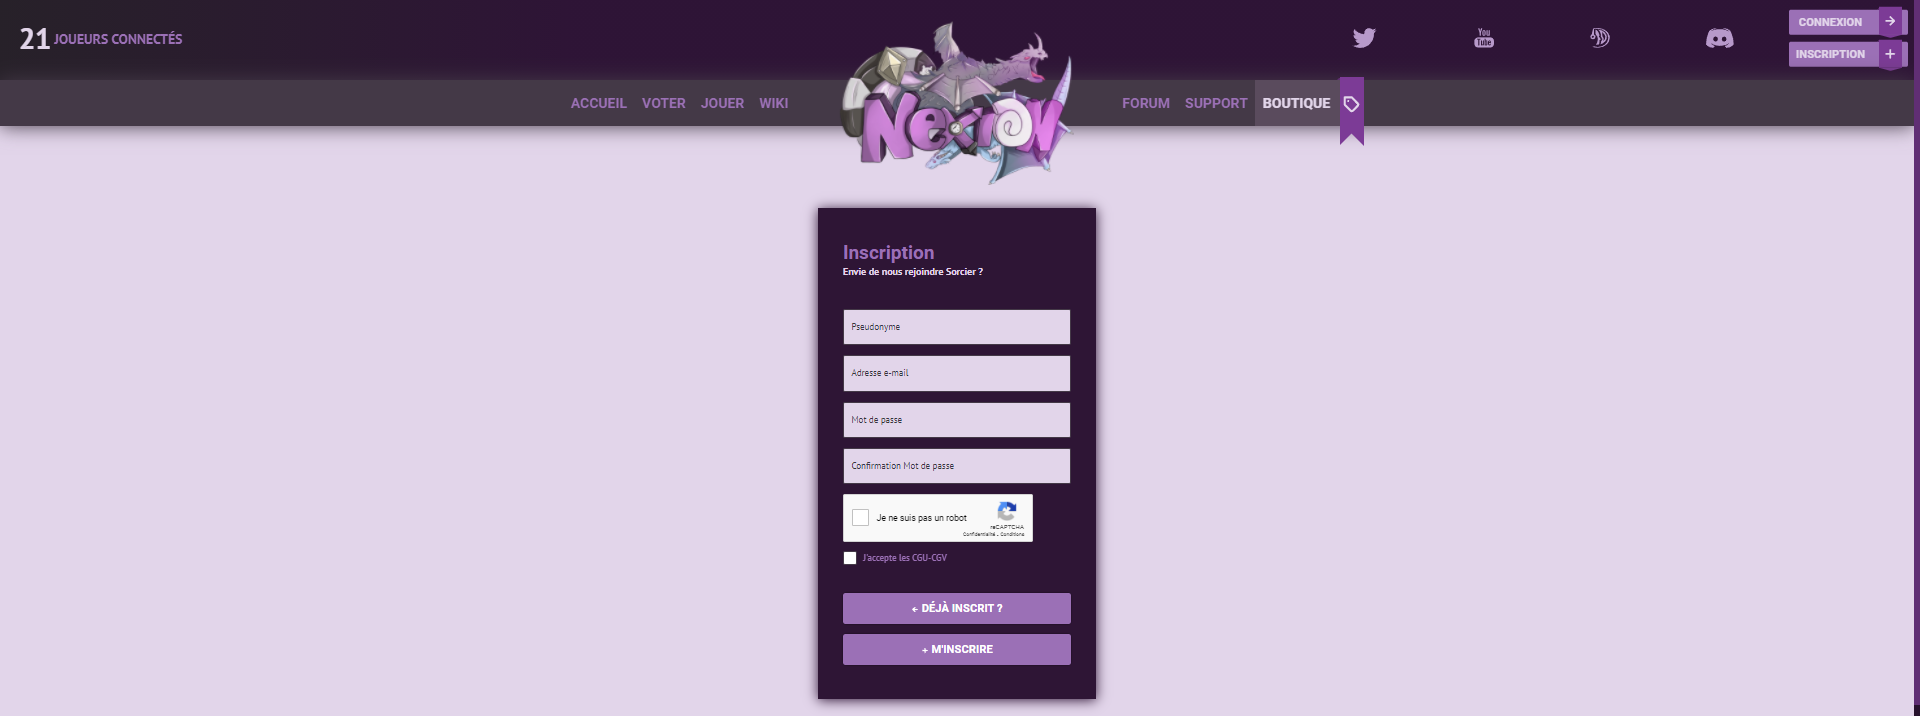 21 JOUEURS CONNECTÉS
You
Tube
CONNEXION
INSCRIPTION
ACCUEIL VOTER JOUER WIKI
NEXION
FORUM SUPPORT BOUTIQUE
Inscription
Envie de nous rejoindre Sorcier ?
Pseudonyme
Adresse e-mail
Mot de passe
Confirmation Mot de passe
Je ne suis pas un robot
reCAPTCHA
Confidentialité - Conditions
J'accepte les CGU-CGV
← DÉJÀ INSCRIT ?
+ M'INSCRIRE